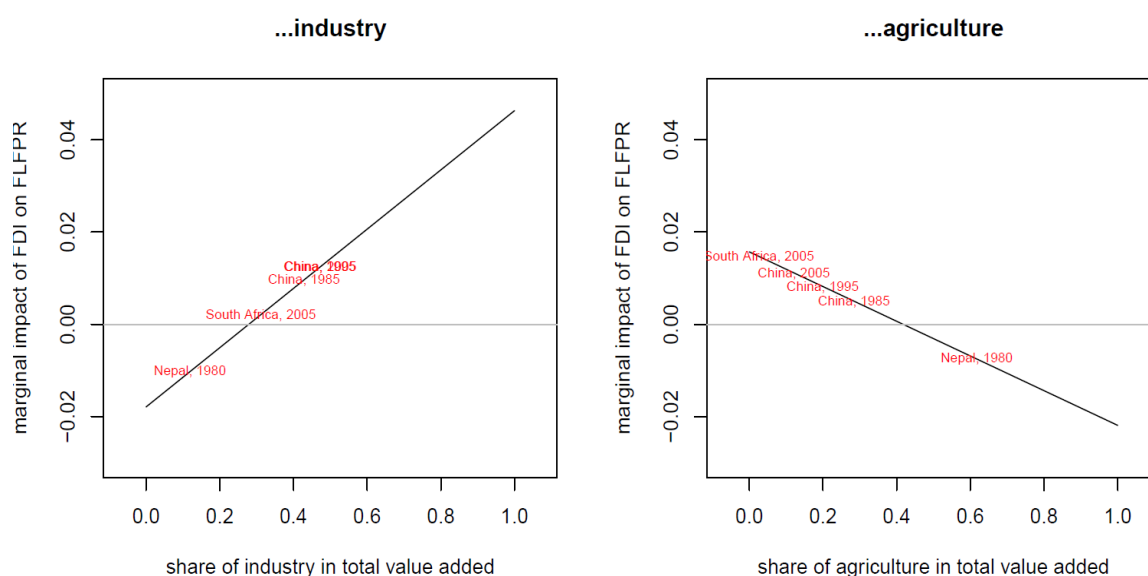 ...industry
marginal impact of FDI on FLFPR
0.04
0.02
0.00
−0.02
China, 1985
South Africa, 2005
Nepal, 1980
0.0 0.2 0.4 0.6 0.8 1.0
share of industry in total value added
...agriculture
marginal impact of FDI on FLFPR
0.04
0.02
0.00
−0.02
South Africa, 2005
China, 2005
China, 1995
China, 1985
Nepal, 1980
0.0 0.2 0.4 0.6 0.8 1.0
share of agriculture in total value added